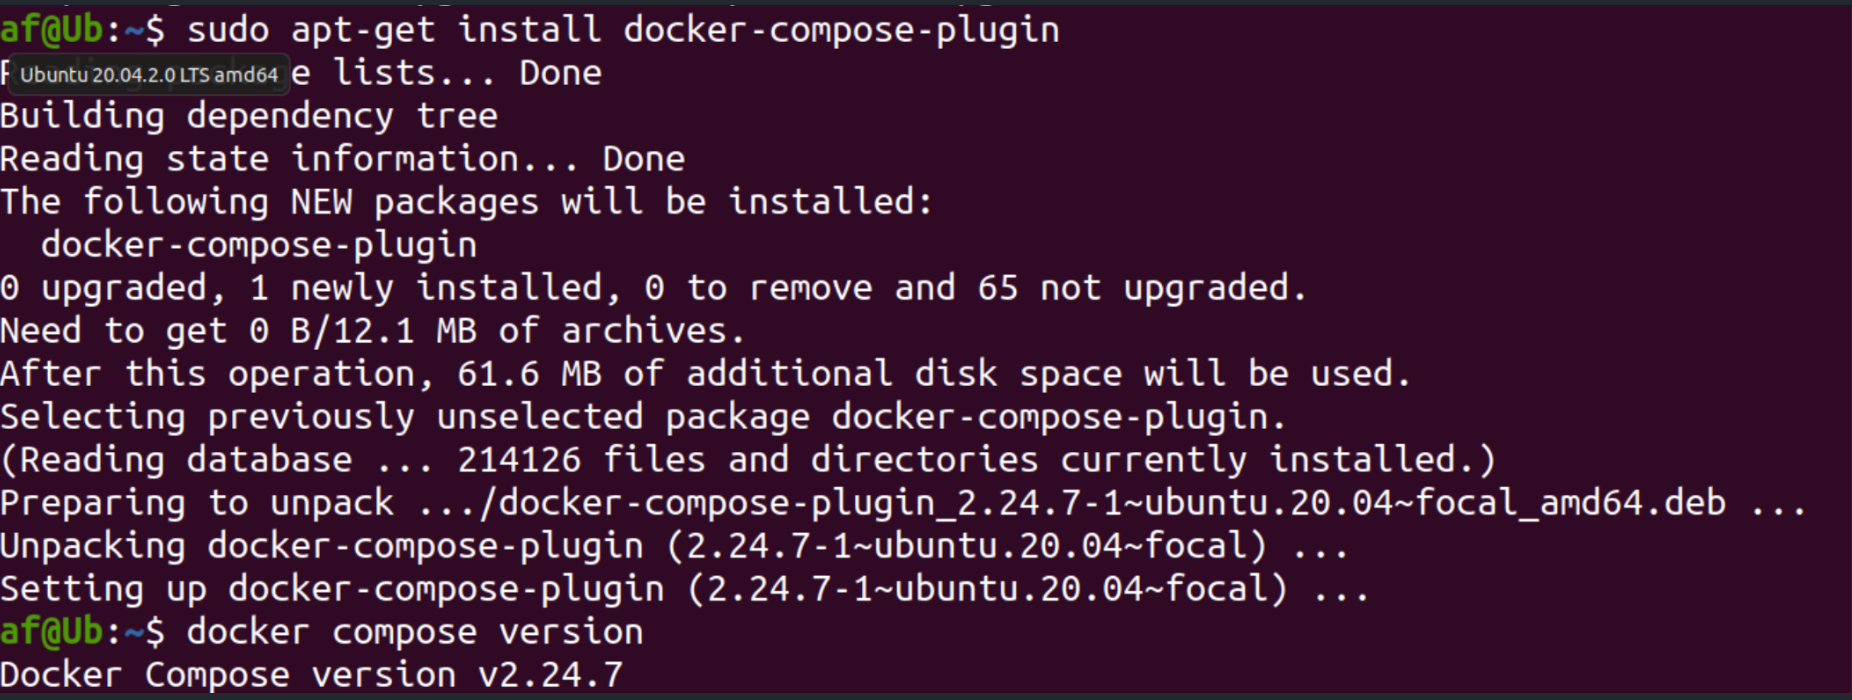 af@Ub:~$ sudo apt-get install docker-compose-plugin
Ubuntu 20.04.2.0 LTS amd64
lists... Done
Building dependency tree
Reading state information... Done
The following NEW packages will be installed:
  docker-compose-plugin
0 upgraded, 1 newly installed, 0 to remove and 65 not upgraded.
Need to get 0 B/12.1 MB of archives.
After this operation, 61.6 MB of additional disk space will be used.
Selecting previously unselected package docker-compose-plugin.
(Reading database ... 214126 files and directories currently installed.)
Preparing to unpack .../docker-compose-plugin_2.24.7-1~ubuntu.20.04~focal_amd64.deb ...
Unpacking docker-compose-plugin (2.24.7-1~ubuntu.20.04~focal) ...
Setting up docker-compose-plugin (2.24.7-1~ubuntu.20.04~focal) ...
af@Ub:~$ docker compose version
Docker Compose version v2.24.7